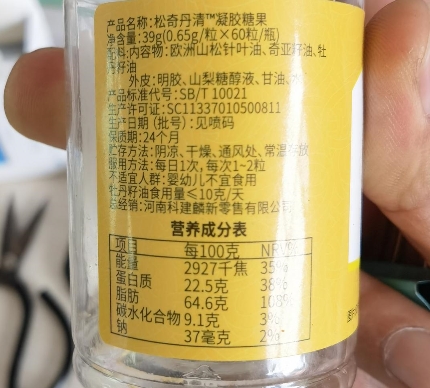 产品名称:松奇丹清™凝胶糖果
净含量:39g(0.65g/粒×60粒/瓶)
配料:内容物:欧洲山松针叶油、奇亚籽油、牡
丹籽油
外皮:明胶、山梨糖醇液、甘油、水
产品标准代号:SB/T 10021
生产许可证:SC11337010500811
生产日期(批号):见喷码
保质期:24个月
贮存方法:阴凉、干燥、通风处、常温存放
服用方法:每日1次,每次1~2粒
不适宜人群:婴幼儿不宜食用
牡丹籽油食用量≤10克/天
总经销:河南科建麟新零售有限公司
营养成分表
项目 每100克 NRV%
能量 2927千焦 35%
蛋白质 22.5克 38%
脂肪 64.6克 108%
碳水化合物 9.1克 3%
钠 37毫克 2%